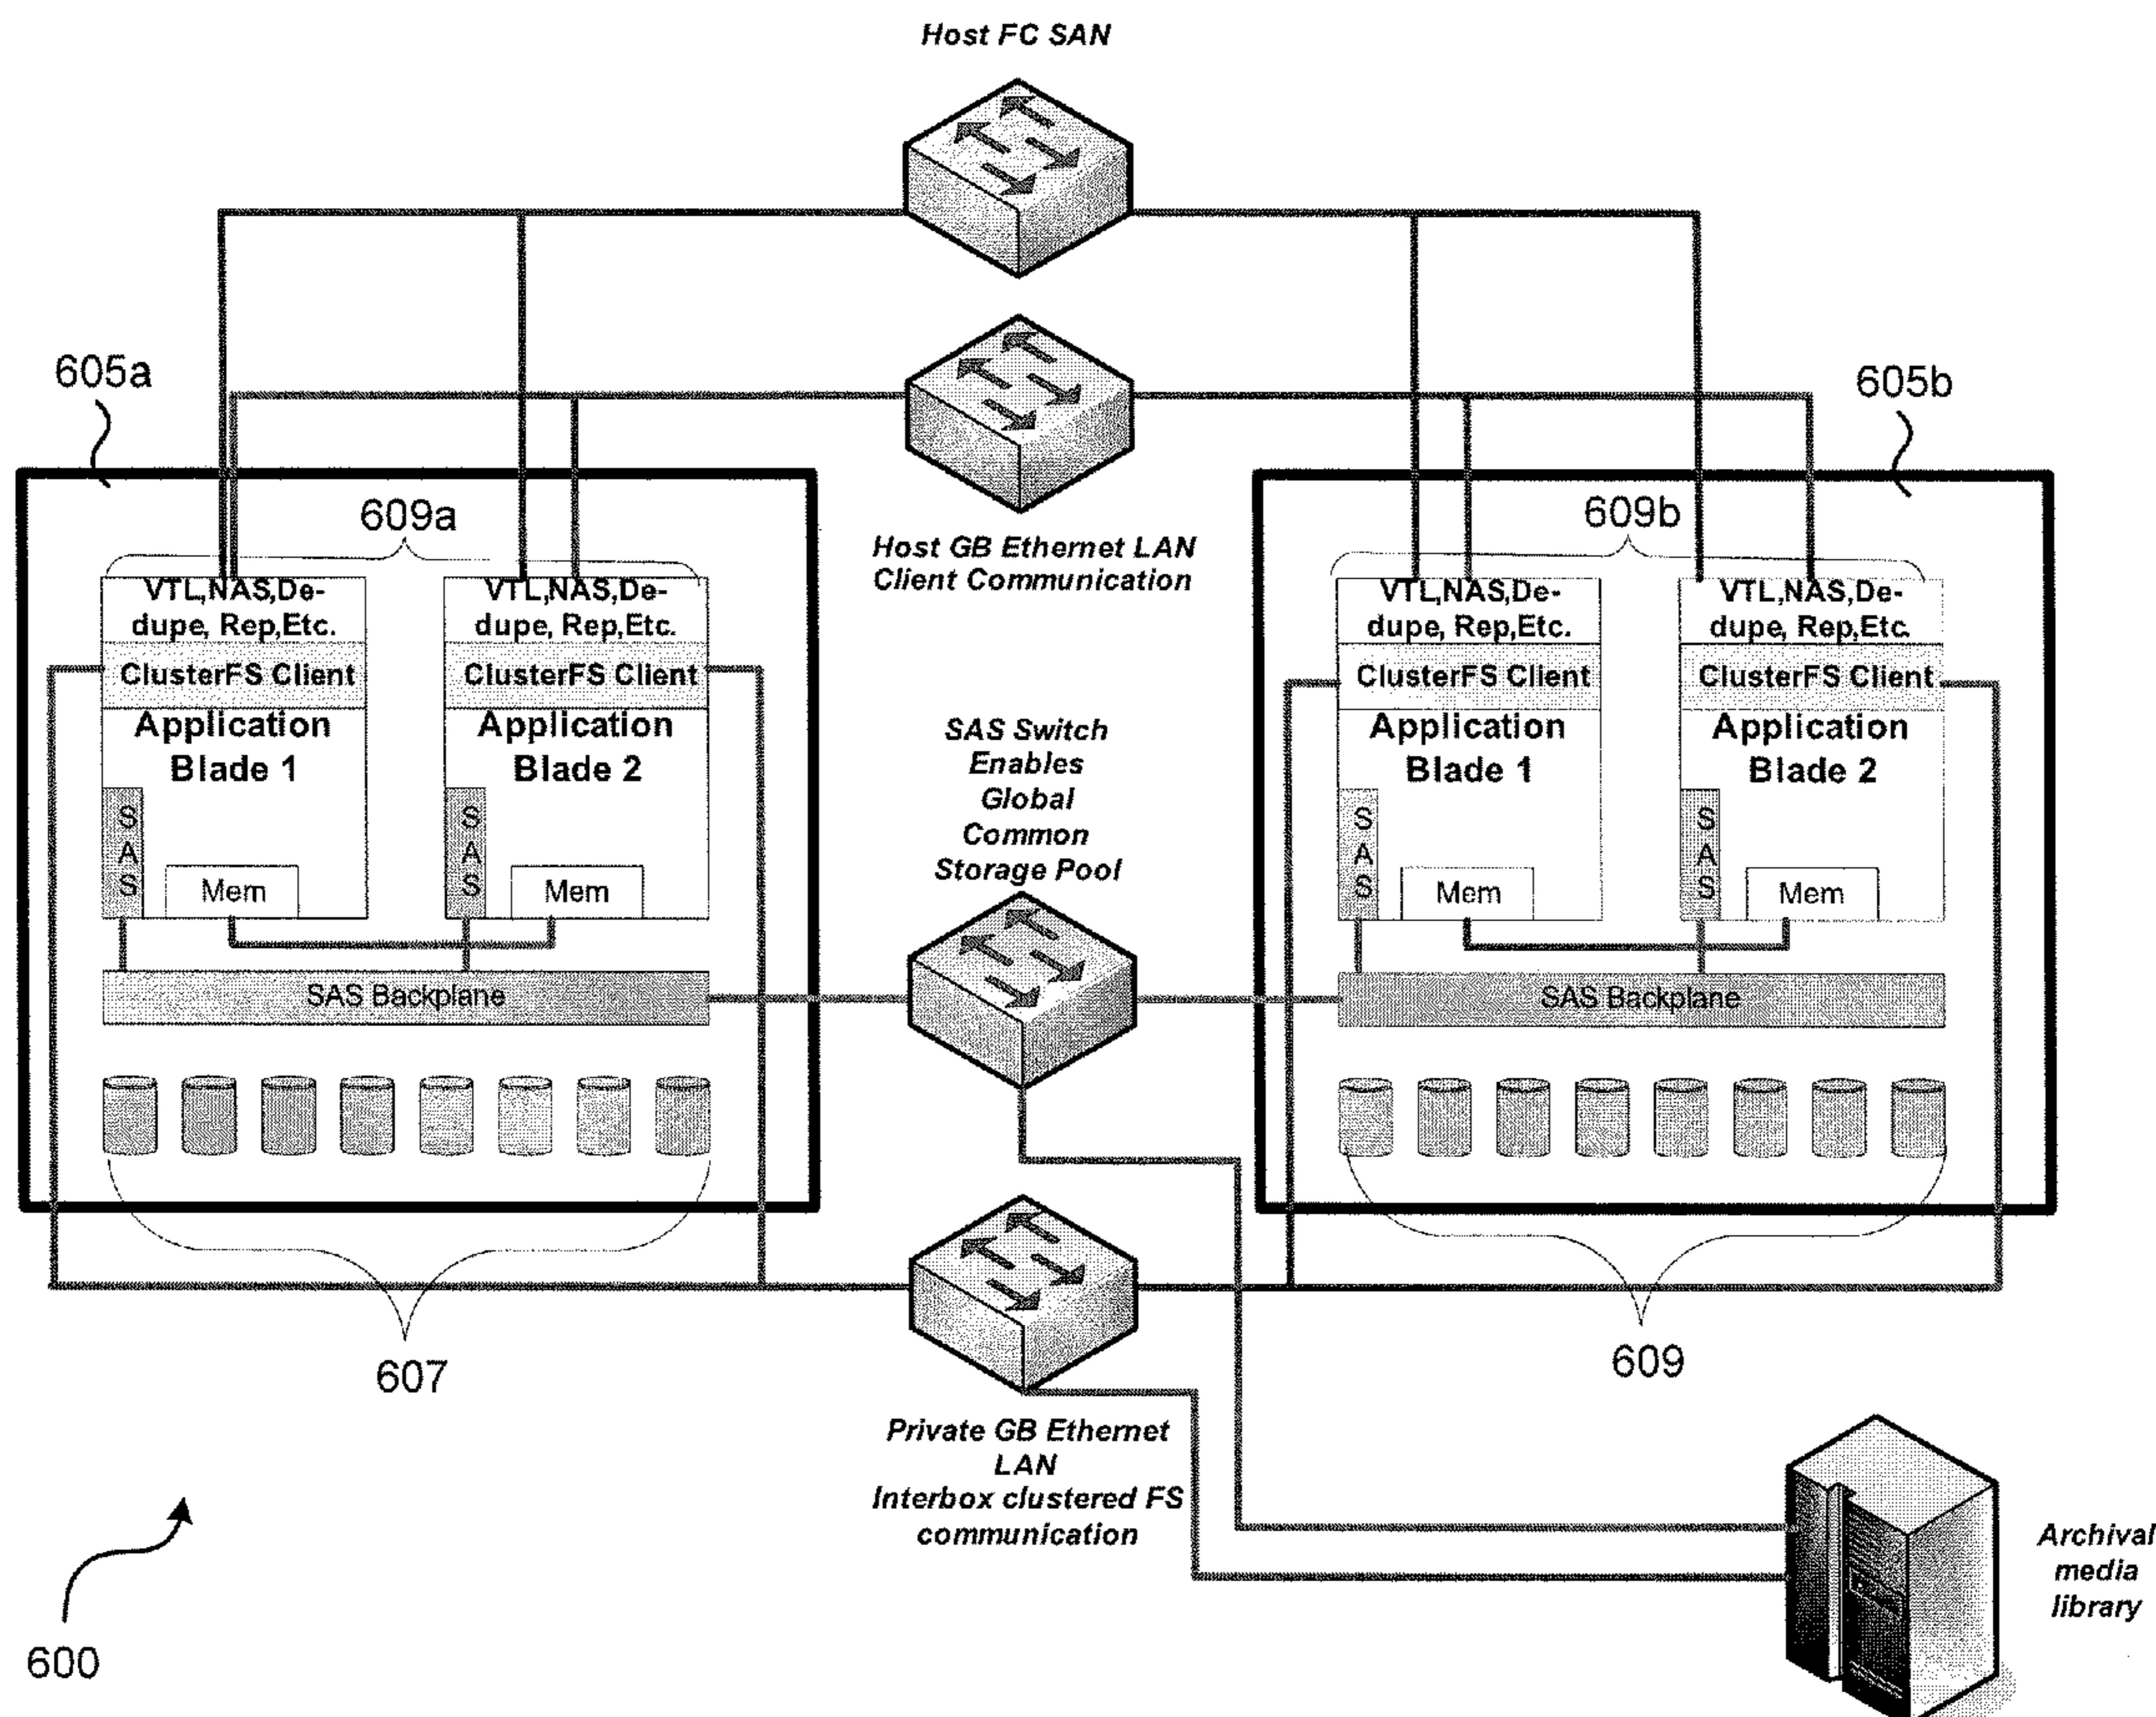 Host FC SAN
605a
605b
609a
609b
Host GB Ethernet LAN
Client Communication
VTL,NAS,De-
dupe, Rep,Etc.
ClusterFS Client
Application
Blade 1
S
A
S
Mem
VTL,NAS,De-
dupe, Rep,Etc.
ClusterFS Client
Application
Blade 2
S
A
S
Mem
SAS Backplane
SAS Switch
Enables
Global
Common
Storage Pool
VTL,NAS,De-
dupe, Rep,Etc.
ClusterFS Client
Application
Blade 1
S
A
S
Mem
VTL,NAS,De-
dupe, Rep,Etc.
ClusterFS Client
Application
Blade 2
S
A
S
Mem
SAS Backplane
607
609
Private GB Ethernet
LAN
Interbox clustered FS
communication
Archival
media
library
600